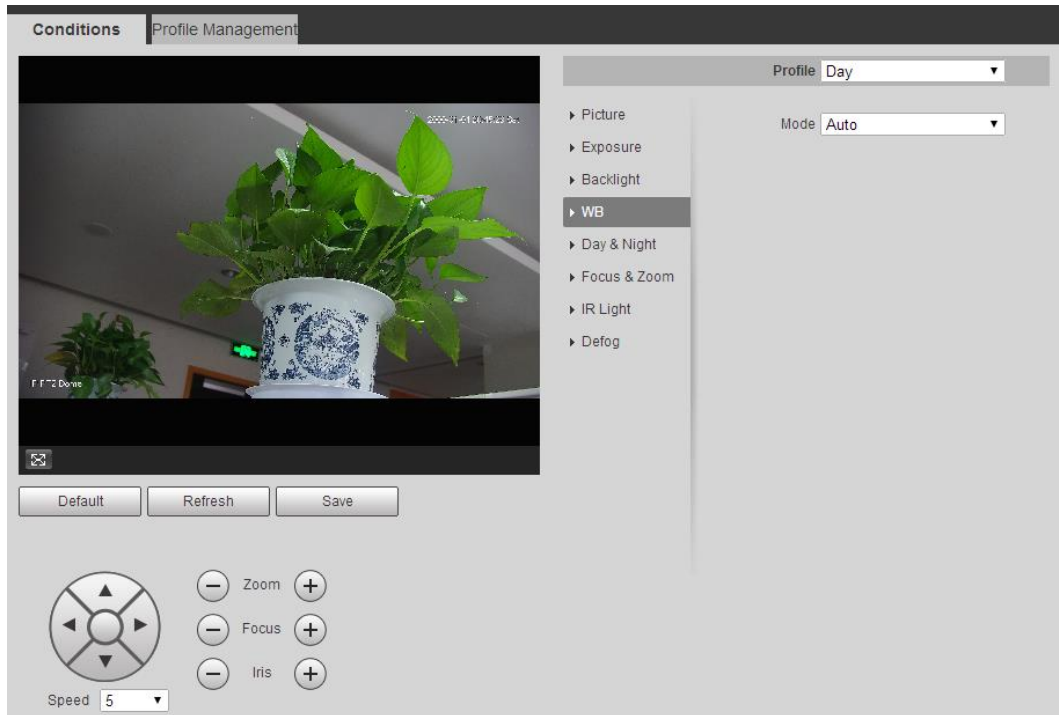 Conditions
Profile Management
Profile Day
Picture
Mode Auto
Exposure
Backlight
WB
Day & Night
Focus & Zoom
IR Light
Defog
Dome
Default
Refresh
Save
Zoom
Focus
Iris
Speed 5